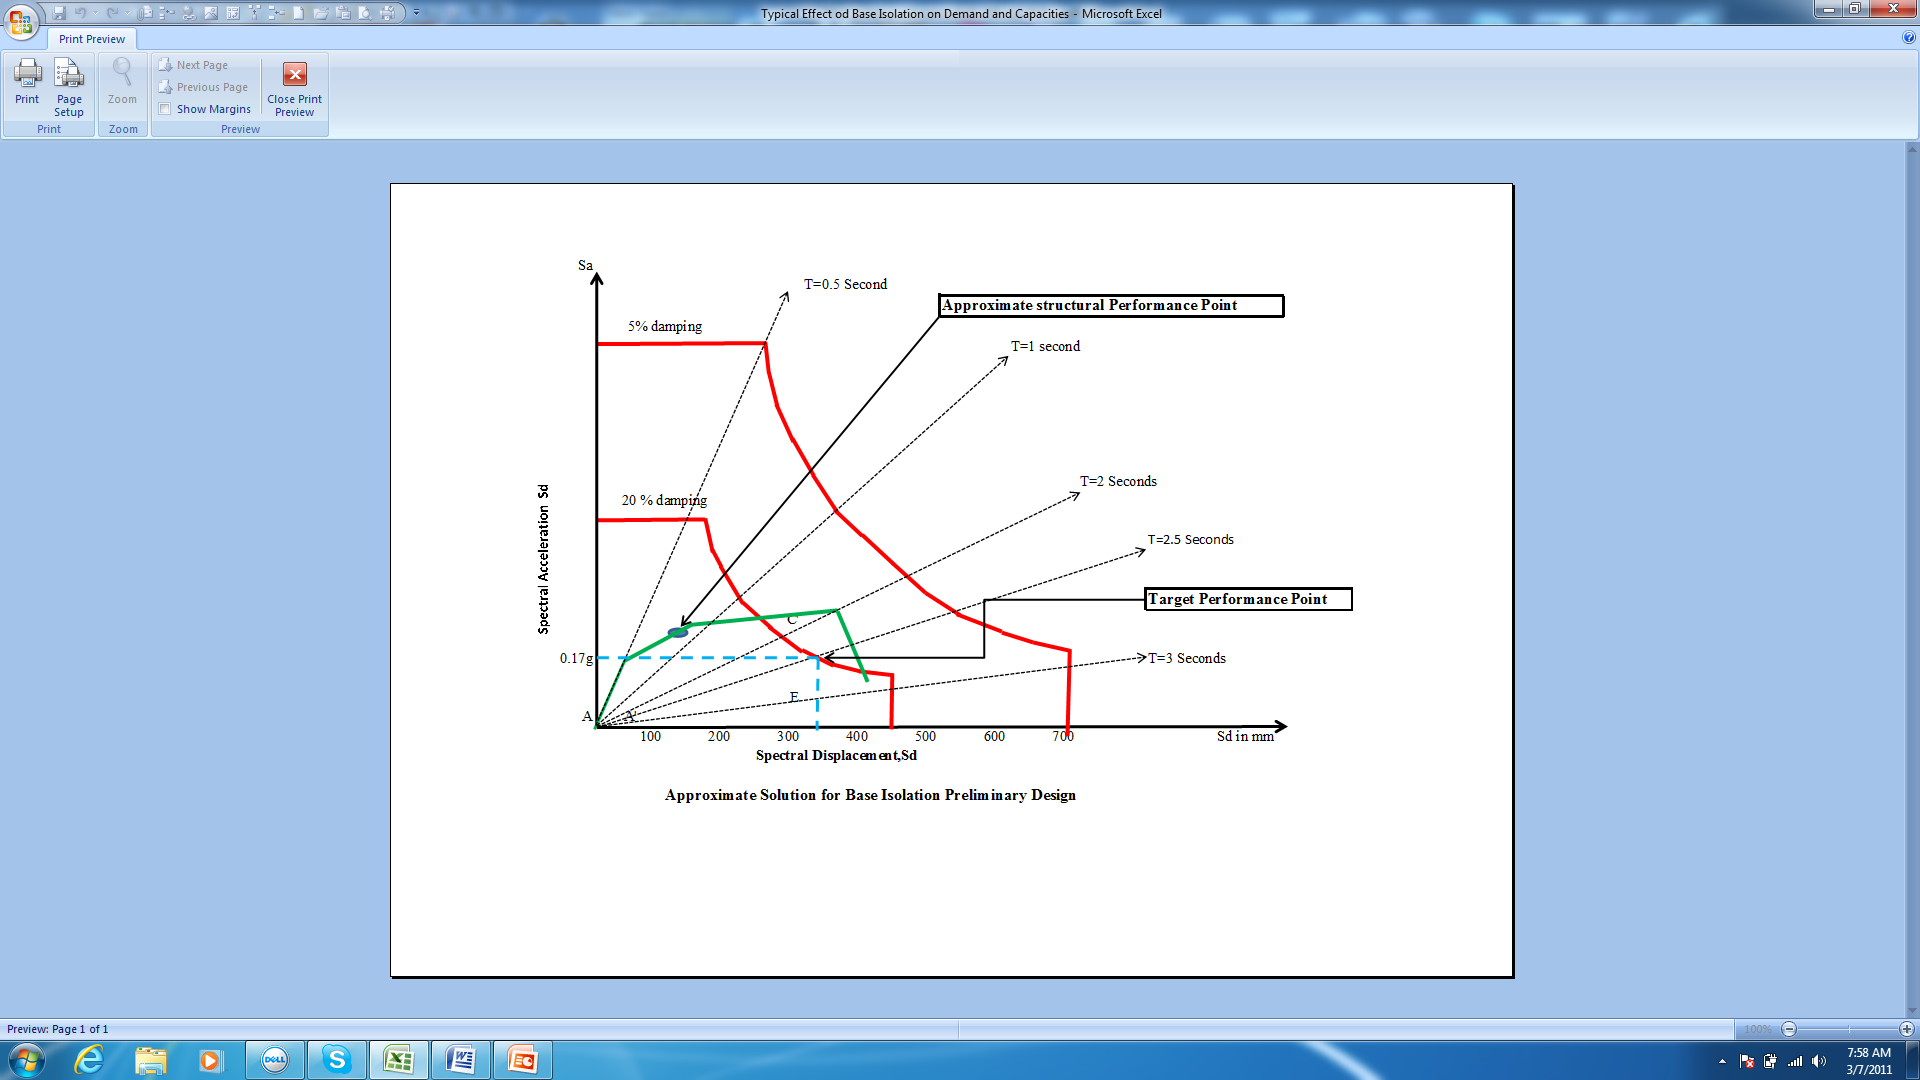 Typical Effect od Base Isolation on Demand and Capacities - Microsoft Excel
Print Preview
Print
Page Setup
Zoom
Next Page
Previous Page
Show Margins
Close Print Preview
Print
Zoom
Preview
Sa
T=0.5 Second
Approximate structural Performance Point
5% damping
T=1 second
T=2 Seconds
20 % damping
T=2.5 Seconds
Spectral Acceleration Sd
Target Performance Point
C
0.17g
T=3 Seconds
E
A
A'
100
200
300
400
500
600
700
Sd in mm
Spectral Displacement,Sd
Approximate Solution for Base Isolation Preliminary Design
Preview: Page 1 of 1
100%
DELL
7:58 AM
3/7/2011